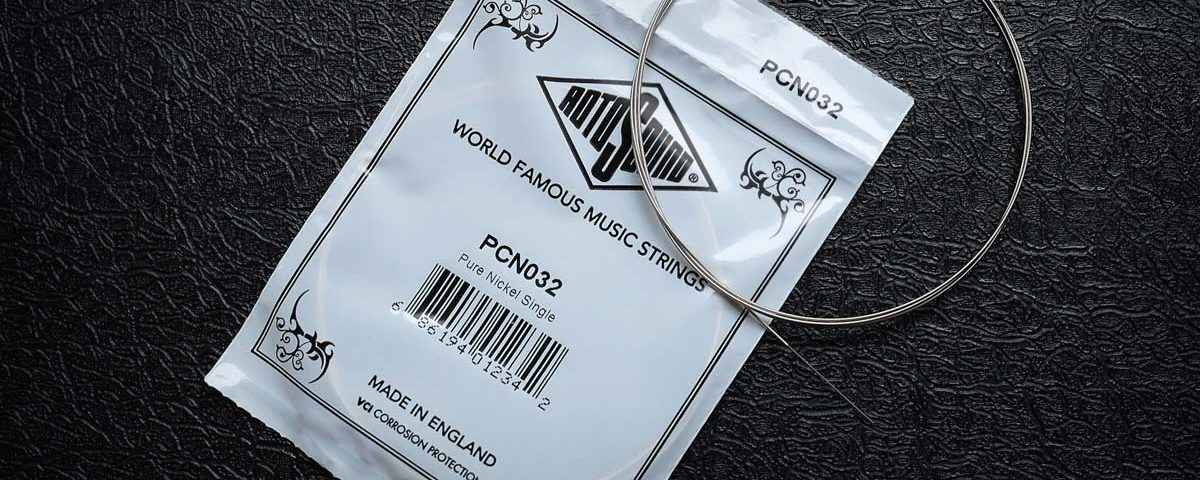 PCN032
ROTOSOUND®
WORLD FAMOUS MUSIC STRINGS
PCN032
Pure Nickel Single
6 86194 01234 2
MADE IN ENGLAND
vci CORROSION PROTECTION